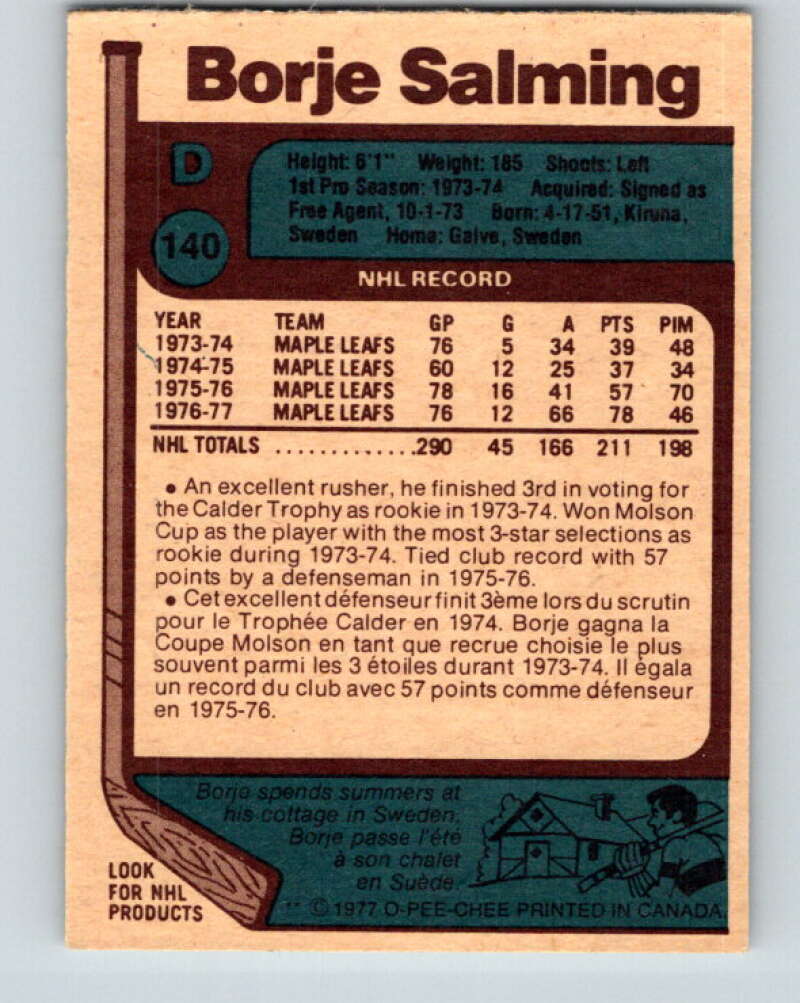 Borje Salming
D
Height: 6'1" Weight: 185 Shoots: Left
1st Pro Season: 1973-74 Acquired: Signed as
Free Agent, 10-1-73 Born: 4-17-51, Kiruna,
Sweden Home: Galve, Sweden
140
NHL RECORD
YEAR TEAM GP G A PTS PIM
1973-74 MAPLE LEAFS 76 5 34 39 48
1974-75 MAPLE LEAFS 60 12 25 37 34
1975-76 MAPLE LEAFS 78 16 41 57 70
1976-77 MAPLE LEAFS 76 12 66 78 46
NHL TOTALS ..............290 45 166 211 198
• An excellent rusher, he finished 3rd in voting for
the Calder Trophy as rookie in 1973-74. Won Molson
Cup as the player with the most 3-star selections as
rookie during 1973-74. Tied club record with 57
points by a defenseman in 1975-76.
• Cet excellent défenseur finit 3ème lors du scrutin
pour le Trophée Calder en 1974. Borje gagna la
Coupe Molson en tant que recrue choisie le plus
souvent parmi les 3 étoiles durant 1973-74. Il égala
un record du club avec 57 points comme défenseur
en 1975-76.
Borje spends summers at
his cottage in Sweden.
Borje passe l'été
à son chalet
en Suède.
LOOK
FOR NHL
PRODUCTS
** © 1977 O-PEE-CHEE PRINTED IN CANADA